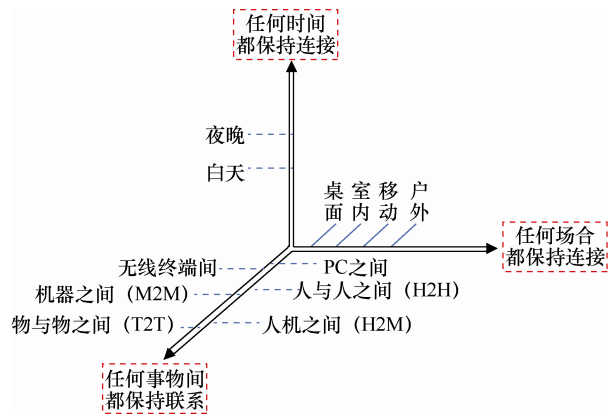 任何时间
都保持连接
夜晚
白天
桌面
室内
移动
户外
任何场合
都保持连接
无线终端间
PC之间
机器之间（M2M）
人与人之间（H2H）
物与物之间（T2T）
人机之间（H2M）
任何事物间
都保持联系